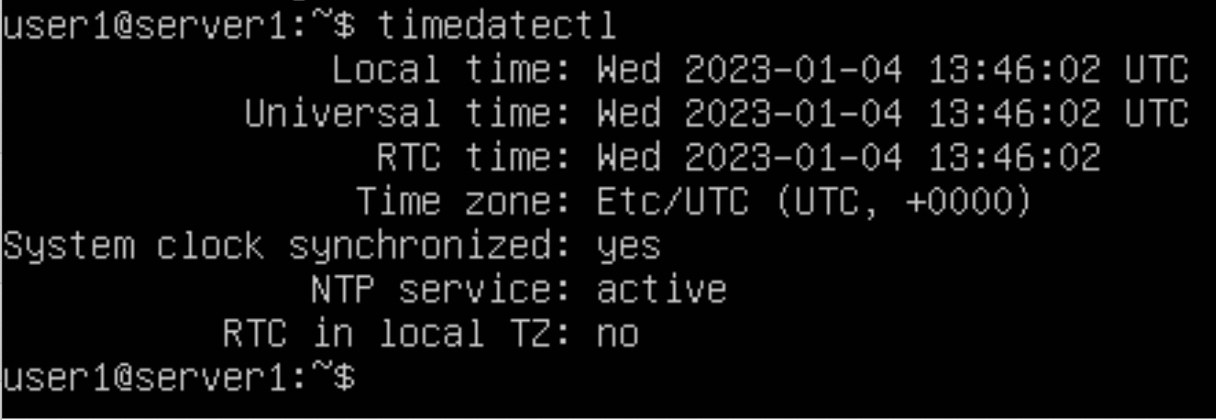 user1@server1:~$ timedatectl
Local time: Wed 2023-01-04 13:46:02 UTC
Universal time: Wed 2023-01-04 13:46:02 UTC
RTC time: Wed 2023-01-04 13:46:02
Time zone: Etc/UTC (UTC, +0000)
System clock synchronized: yes
NTP service: active
RTC in local TZ: no
user1@server1:~$